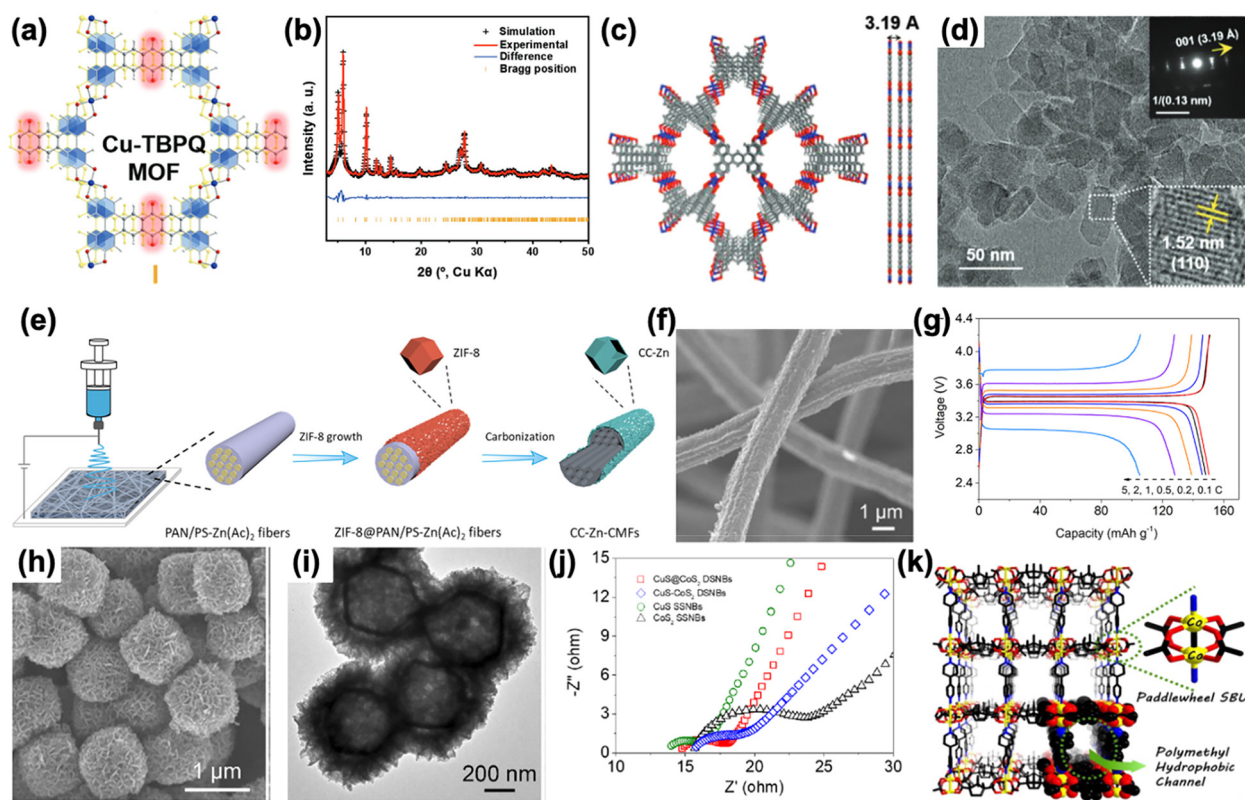 (a)
Cu-TBPQ
MOF
(b)
Simulation
Experimental
Difference
Bragg position
Intensity (a. u.)
3 10 20 30 40 50
2θ (°, Cu Kα)
(c)
3.19 Å
(d)
001 (3.19 Å)
1/(0.13 nm)
50 nm
1.52 nm
(110)
(e)
ZIF-8
CC-Zn
ZIF-8 growth
Carbonization
PAN/PS-Zn(Ac)₂ fibers
ZIF-8@PAN/PS-Zn(Ac)₂ fibers
CC-Zn-CMFs
(f)
1 μm
(g)
Voltage (V)
4.4
3.8
3.2
2.6
5, 2, 1, 0.5, 0.2, 0.1 C
0 40 80 120 160
Capacity (mAh g⁻¹)
(h)
1 μm
(i)
200 nm
(j)
CuS@CoS₂ DSNBs
CuS-CoS₂ DSNBs
CuS SSNBs
CoS₂ SSNBs
-Z" (ohm)
15
12
9
6
3
0
10 15 20 25 30
Z' (ohm)
(k)
Co
Co
Paddlewheel SBU
Polymethyl
Hydrophobic
Channel